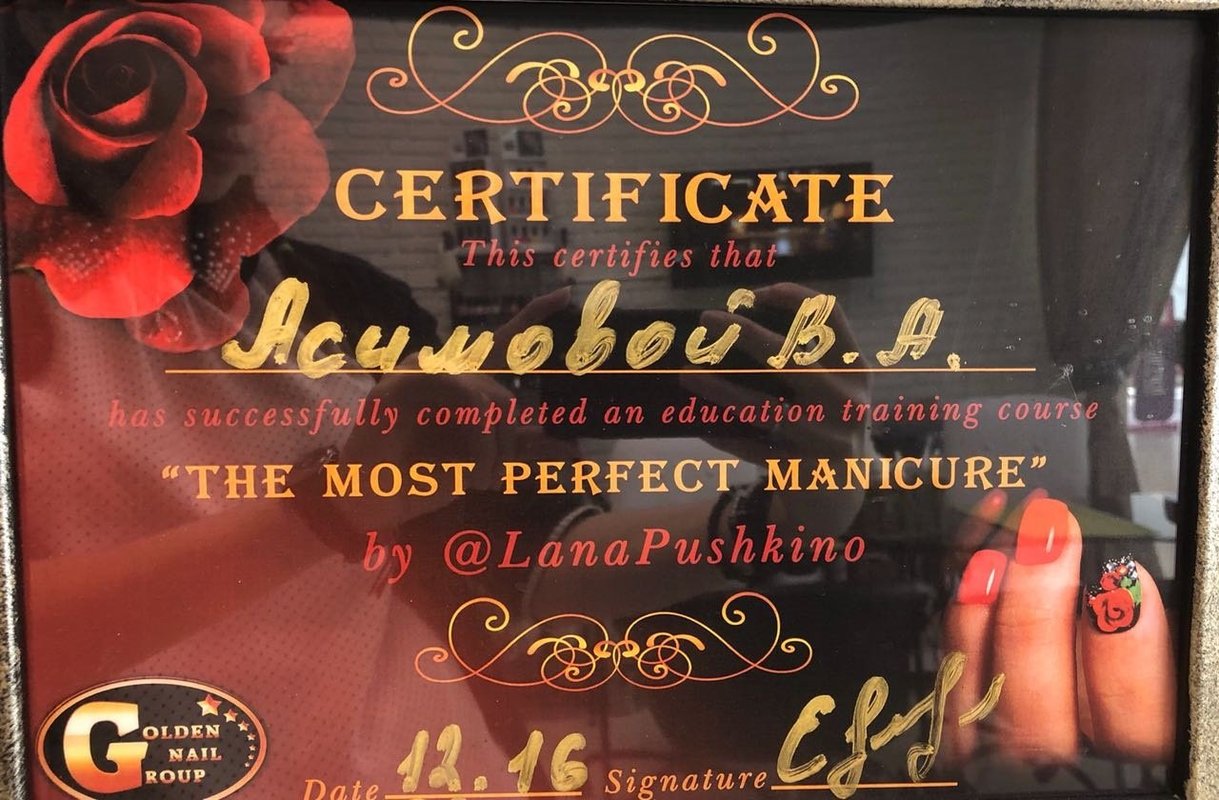 CERTIFICATE
This certifies that
Асимовой В. А.
has successfully completed an education training course
“THE MOST PERFECT MANICURE”
by @LanaPushkino
GOLDEN
NAIL
GROUP
Date 12.16 Signature